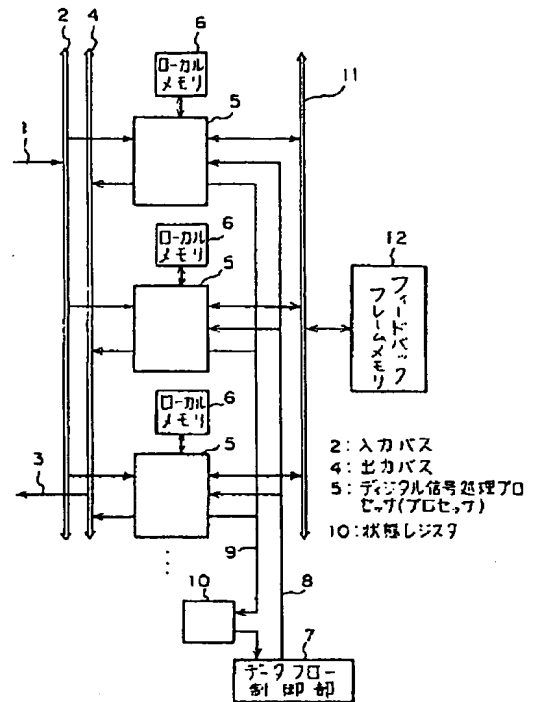 2
4
6
ローカル
メモリ
5
11
1
6
ローカル
メモリ
5
12
フィードバック
フレームメモリ
6
ローカル
メモリ
5
3
2:入力バス
4:出力バス
5:ディジタル信号処理プロ
セッサ(プロセッサ)
10:状態レジスタ
9
8
10
7
データフロー
制御部